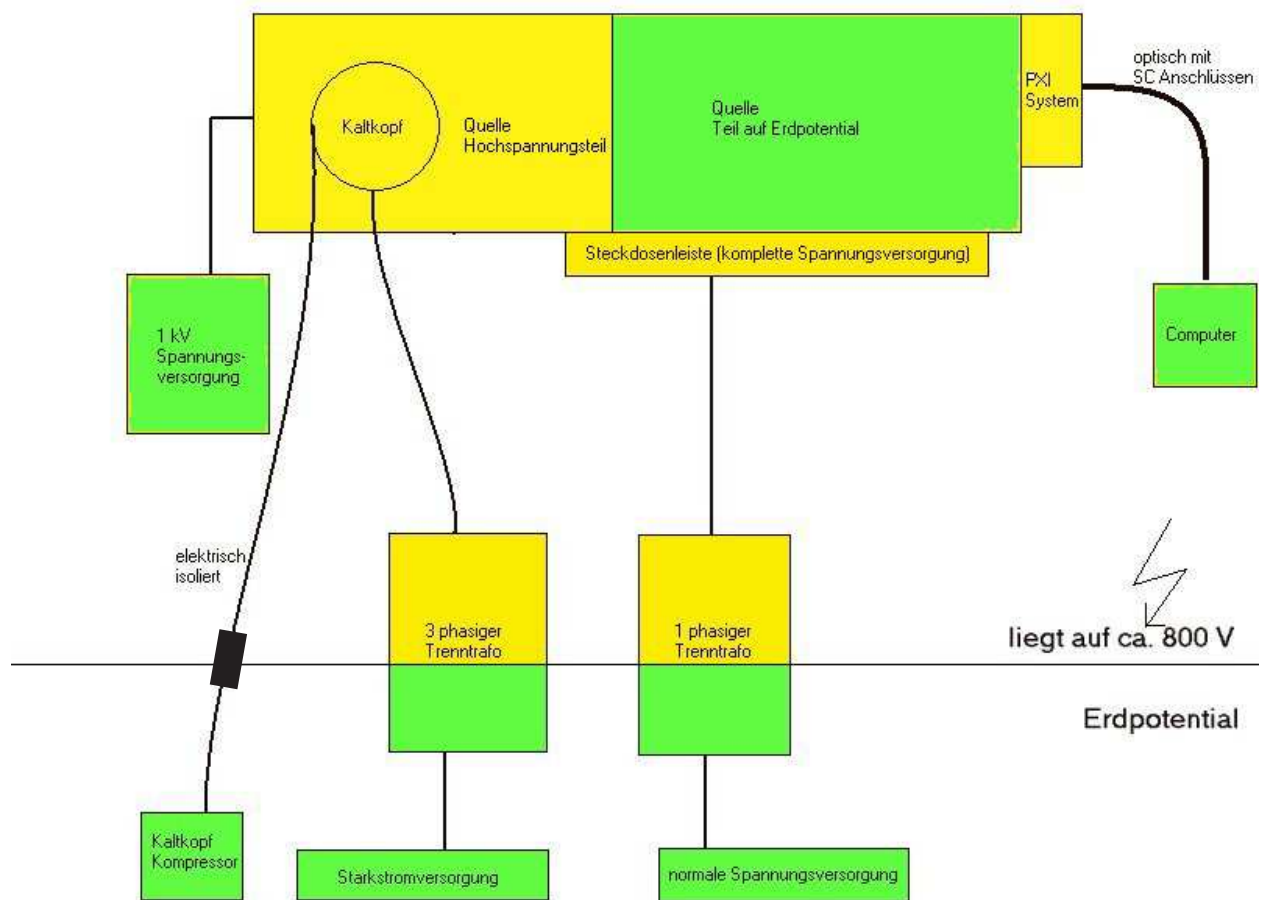 optisch mit
SC Anschlüssen
PXI
System
Kaltkopf
Quelle
Hochspannungsteil
Quelle
Teil auf Erdpotential
Steckdosenleiste (komplette Spannungsversorgung)
1 kV
Spannungs-
versorgung
Computer
elektrisch
isoliert
3 phasiger
Trenntrafo
1 phasiger
Trenntrafo
liegt auf ca. 800 V
Erdpotential
Kaltkopf
Kompressor
Starkstromversorgung
normale Spannungsversorgung